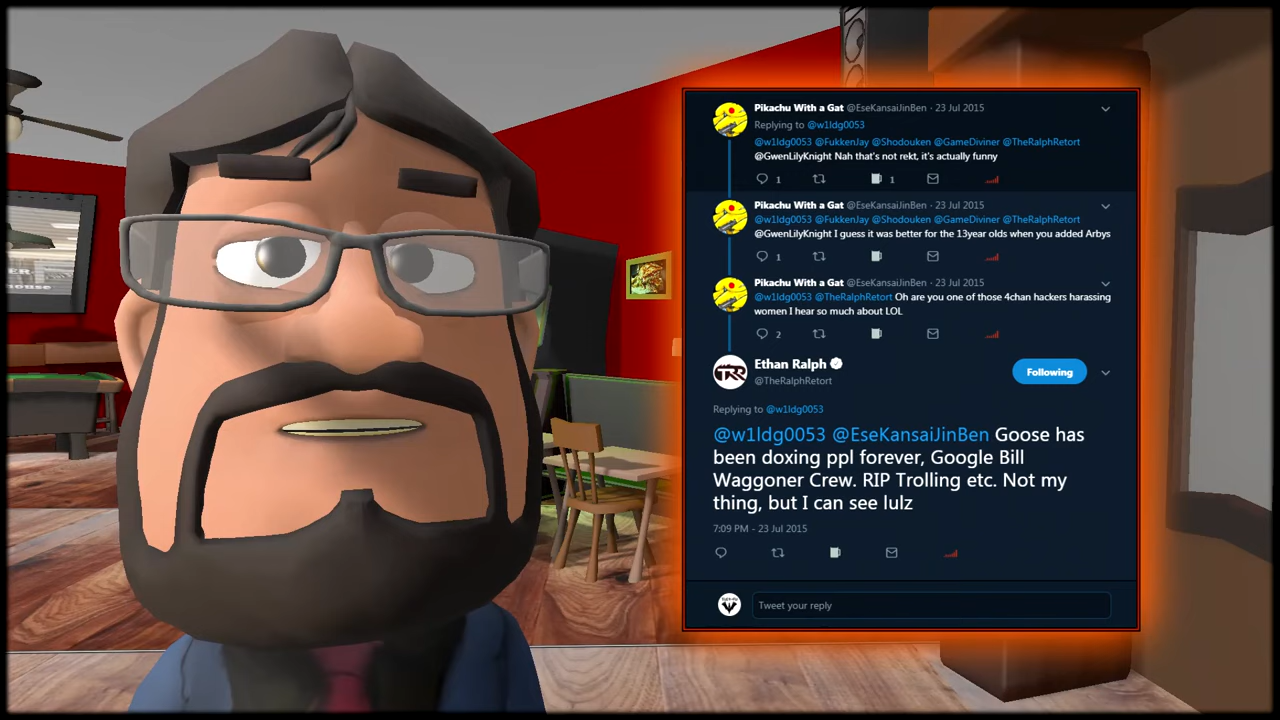 Pikachu With a Gat @EseKansaiJinBen · 23 Jul 2015
Replying to @w1ldg0053
@w1ldg0053 @FukkenJay @Shodouken @GameDiviner @TheRalphRetort
@GwenLilyKnight Nah that's not rekt, it's actually funny
1 1
Pikachu With a Gat @EseKansaiJinBen · 23 Jul 2015
@w1ldg0053 @FukkenJay @Shodouken @GameDiviner @TheRalphRetort
@GwenLilyKnight I guess it was better for the 13year olds when you added Arbys
1
Pikachu With a Gat @EseKansaiJinBen · 23 Jul 2015
@w1ldg0053 @TheRalphRetort Oh are you one of those 4chan hackers harassing
women I hear so much about LOL
2
TRR
Ethan Ralph
@TheRalphRetort
Following
Replying to @w1ldg0053
@w1ldg0053 @EseKansaiJinBen Goose has
been doxing ppl forever, Google Bill
Waggoner Crew. RIP Trolling etc. Not my
thing, but I can see lulz
7:09 PM - 23 Jul 2015
Tweet your reply